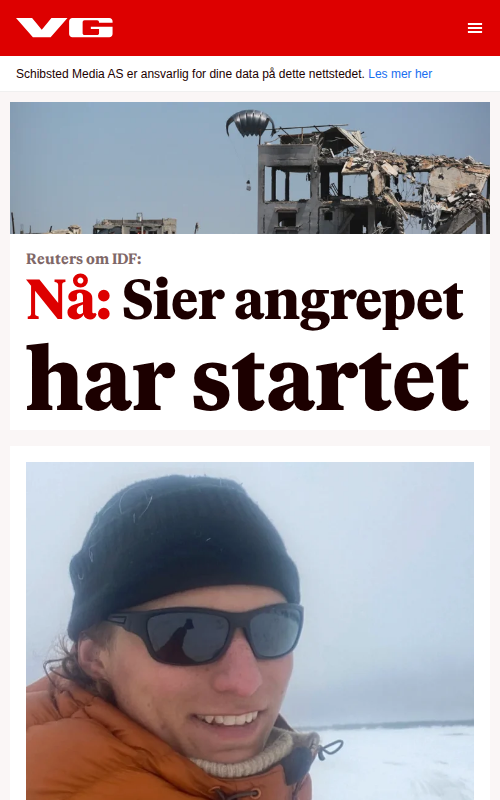 VG
Schibsted Media AS er ansvarlig for dine data på dette nettstedet. Les mer her
Reuters om IDF:
Nå: Sier angrepet
har startet